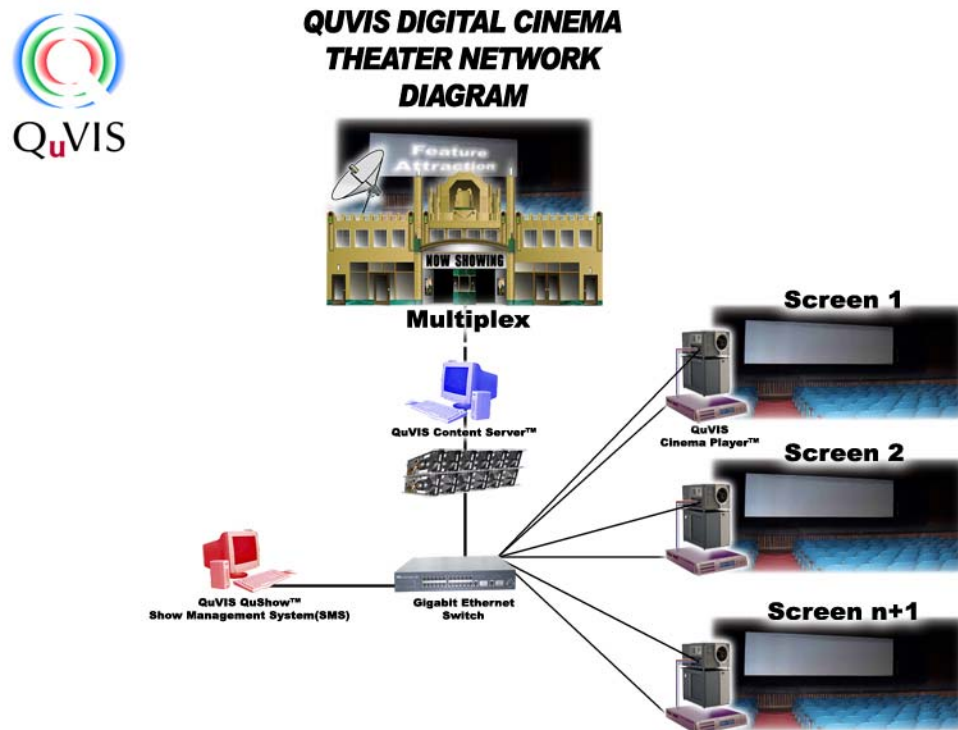 QuVIS
QUVIS DIGITAL CINEMA
THEATER NETWORK
DIAGRAM
Feature
Attraction
NOW SHOWING
Multiplex
QuVIS Content Server™
Screen 1
QuVIS
Cinema Player™
Screen 2
QuVIS QuShow™
Show Management System(SMS)
Gigabit Ethernet
Switch
Screen n+1